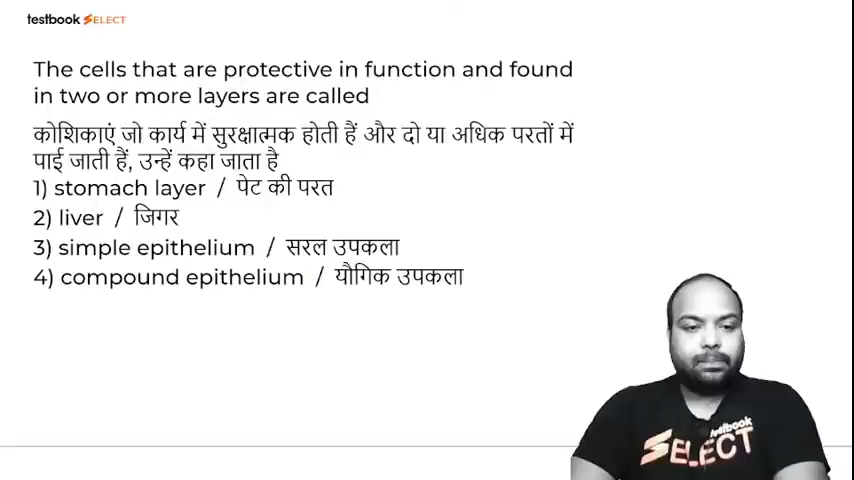 testbook SELECT
The cells that are protective in function and found
in two or more layers are called
कोशिकाएं जो कार्य में सुरक्षात्मक होती हैं और दो या अधिक परतों में
पाई जाती हैं, उन्हें कहा जाता है
1) stomach layer / पेट की परत
2) liver / जिगर
3) simple epithelium / सरल उपकला
4) compound epithelium / यौगिक उपकला
testbook
SELECT